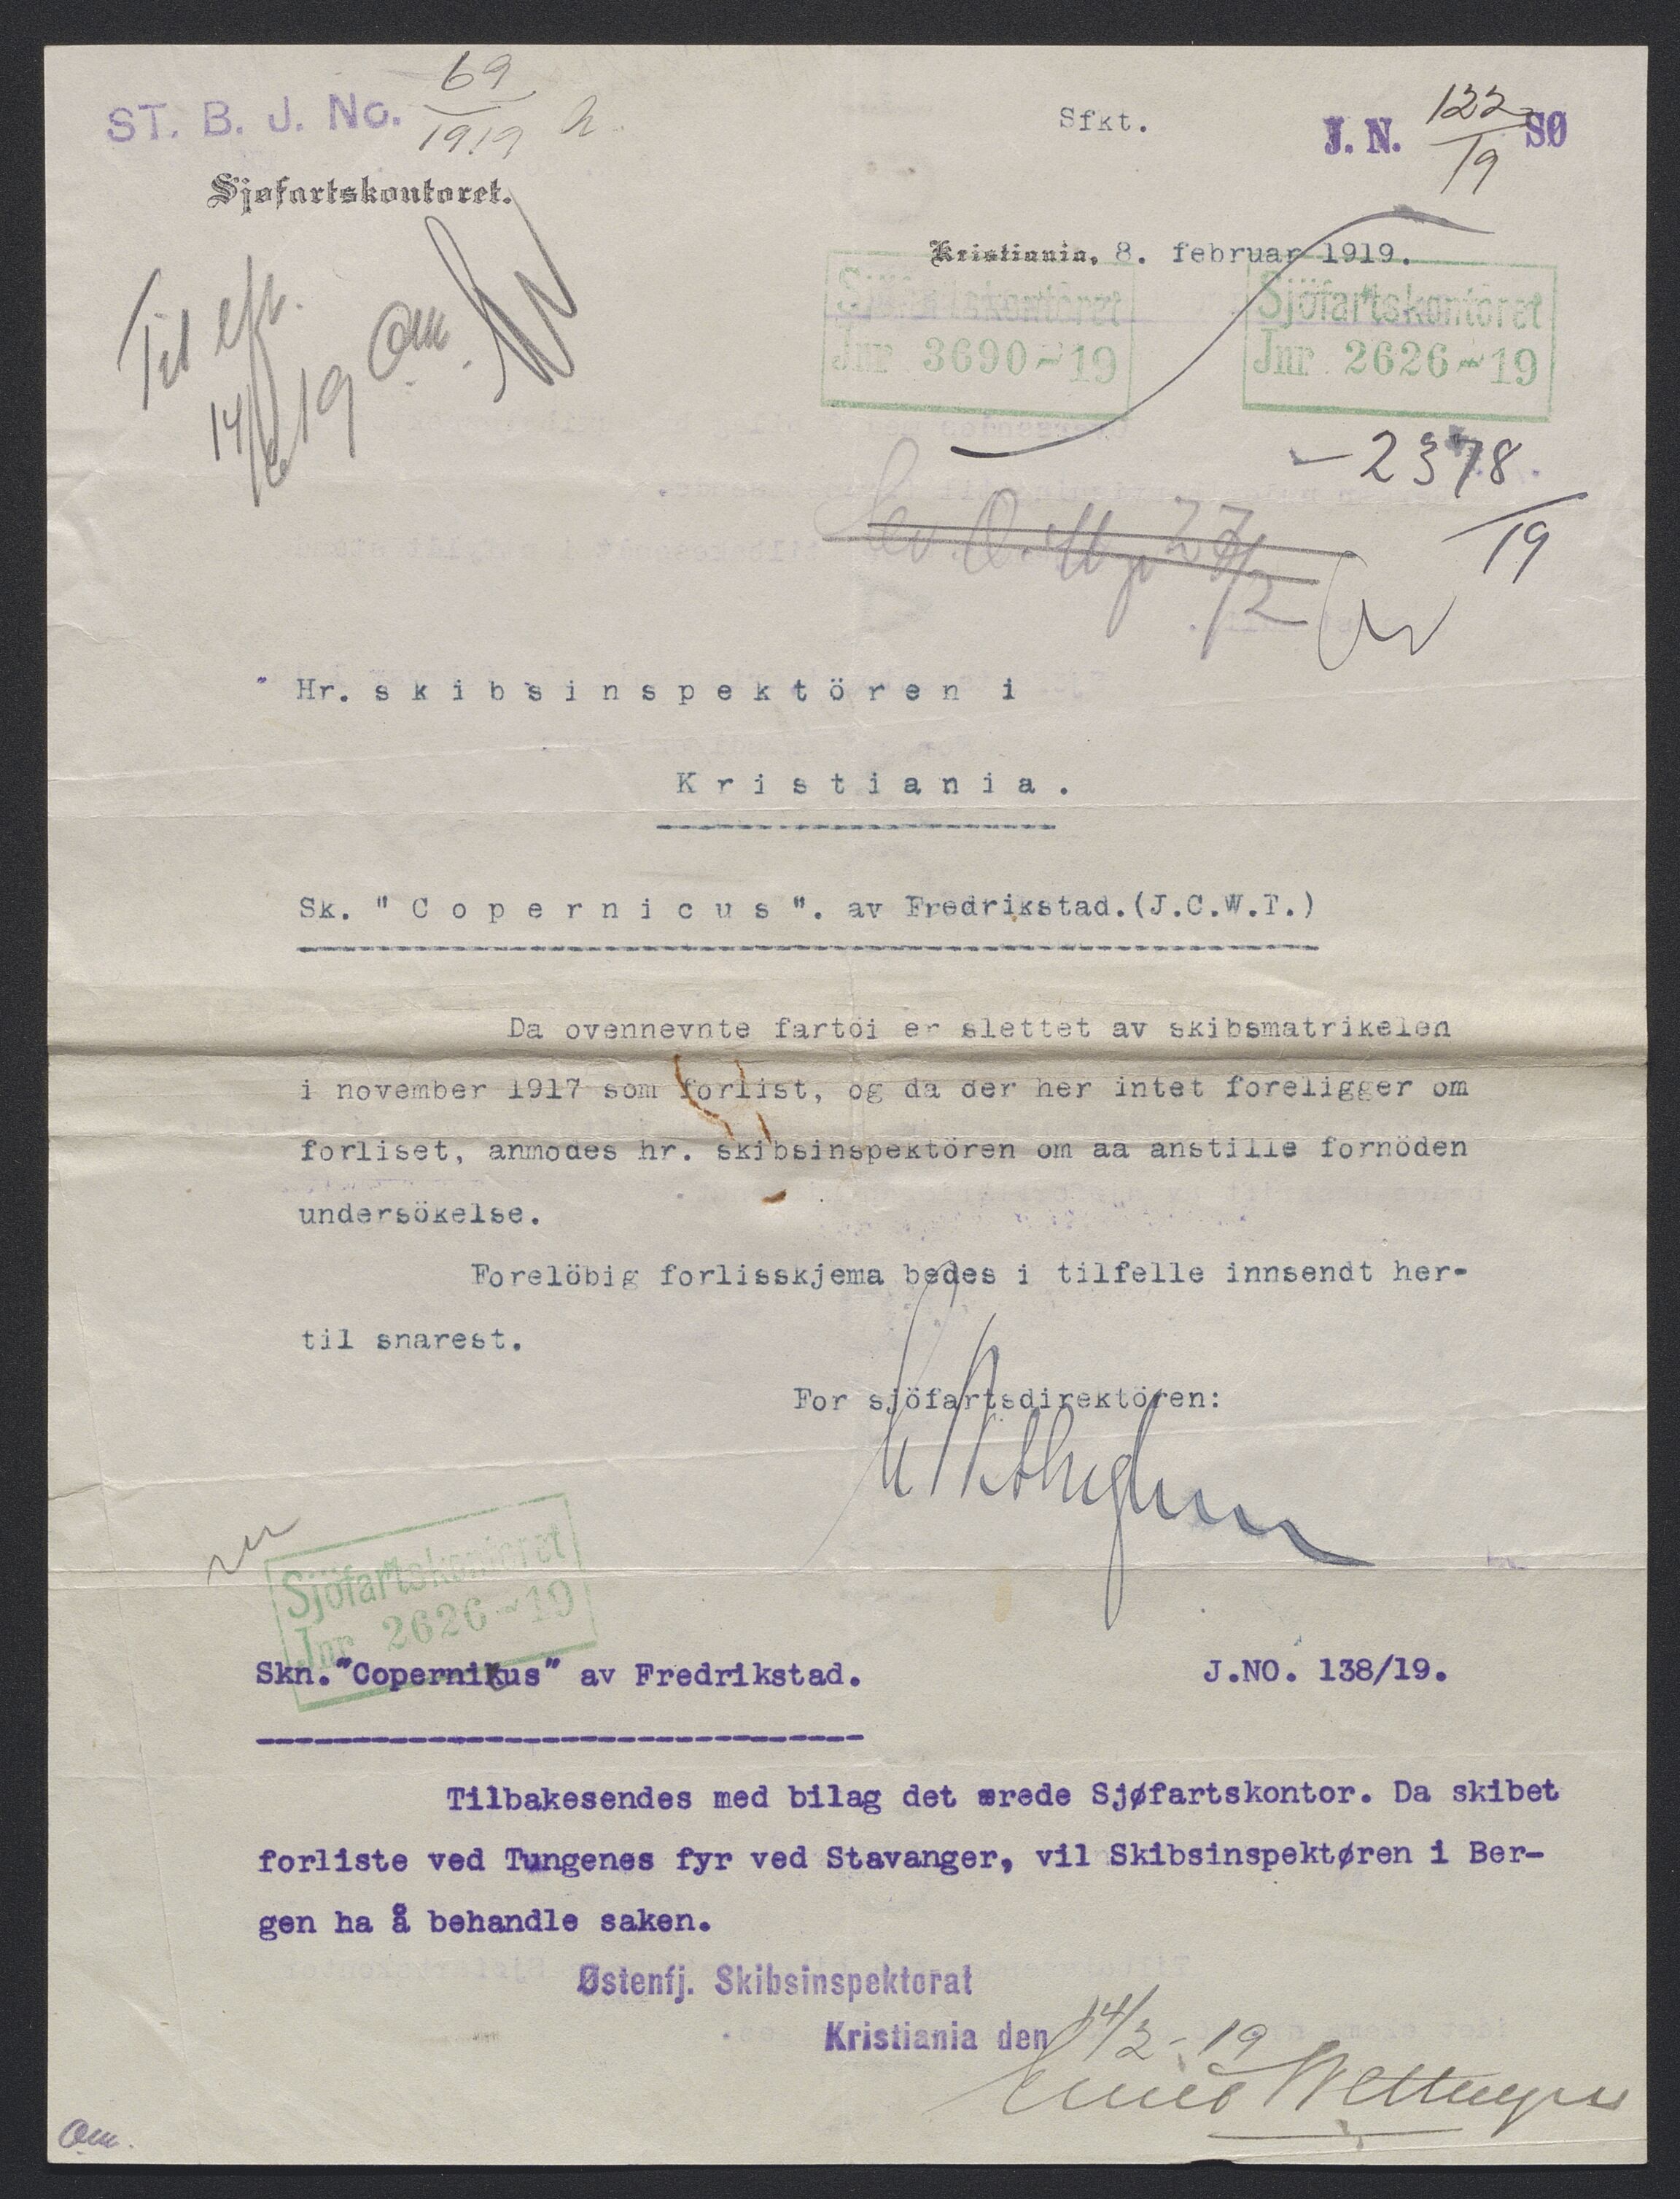 ST. B. J. No. 69/1919
Sfkt.
J. N. 122/19 SØ
Sjøfartskontoret.
Kristiania, 8. februar 1919.
Sjöfartskontoret
Jnr 3690-19
Sjöfartskontoret
Jnr 2626-19
Til eft.
14/6 19 Om.
- 2378/19
27/2
Hr. skibsinspektören i
Kristiania.
Sk. "Copernicus". av Fredrikstad.(J.C.W.T.)
Da ovennevnte fartöi er slettet av skibsmatrikelen
i november 1917 som forlist, og da der her intet foreligger om
forliset, anmodes hr. skibsinspektören om aa anstille fornöden
undersökelse.
Forelöbig forlisskjema bedes i tilfelle innsendt her-
til snarest.
For sjöfartsdirektören:
Sjöfartskontoret
Jnr 2626-19
Skn."Copernicus" av Fredrikstad.
J.NO. 138/19.
Tilbakesendes med bilag det ærede Sjøfartskontor. Da skibet
forliste ved Tungenes fyr ved Stavanger, vil Skibsinspektøren i Ber-
gen ha å behandle saken.
Østenfj. Skibsinspektorat
Kristiania den 14/2-19
Om.